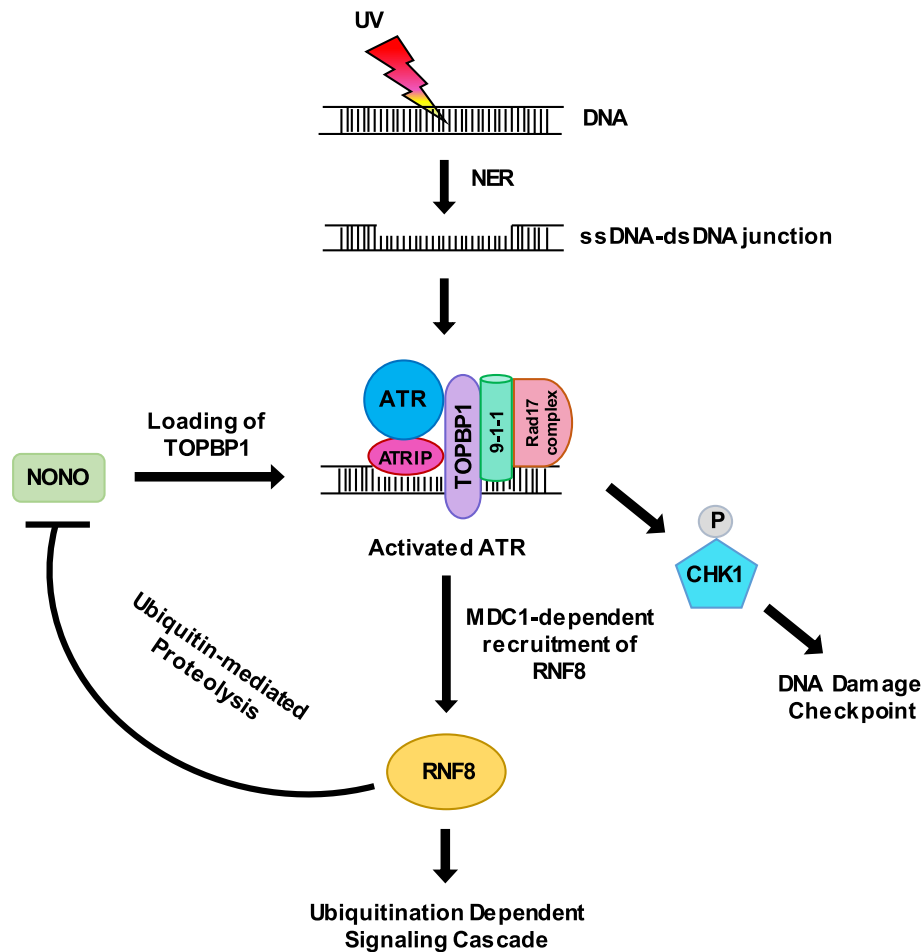 UV
DNA
NER
ssDNA-dsDNA junction
ATR
ATRIP
TOPBP1
9-1-1
Rad17
complex
Loading of
TOPBP1
NONO
Activated ATR
P
CHK1
MDC1-dependent
recruitment of
RNF8
DNA Damage
Checkpoint
Ubiquitin-mediated
Proteolysis
RNF8
Ubiquitination Dependent
Signaling Cascade